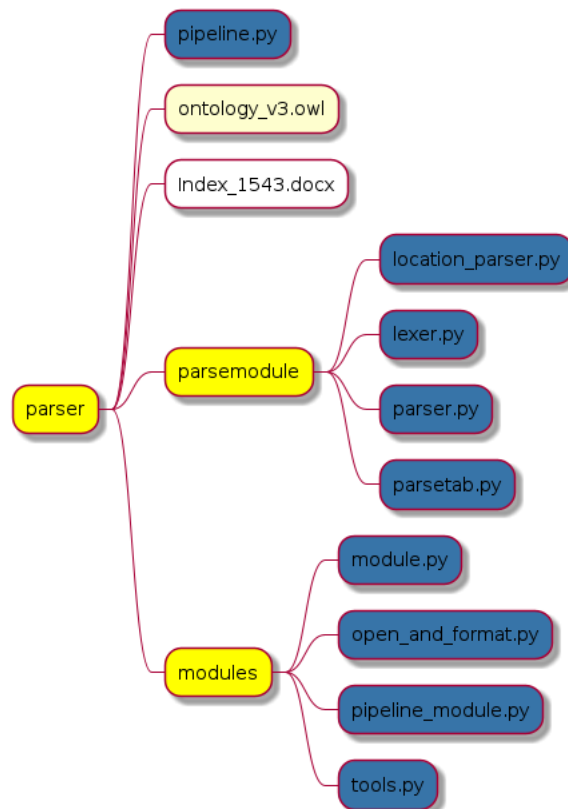 pipeline.py
ontology_v3.owl
Index_1543.docx
location_parser.py
lexer.py
parsemodule
parser.py
parser
parsetab.py
module.py
open_and_format.py
modules
pipeline_module.py
tools.py